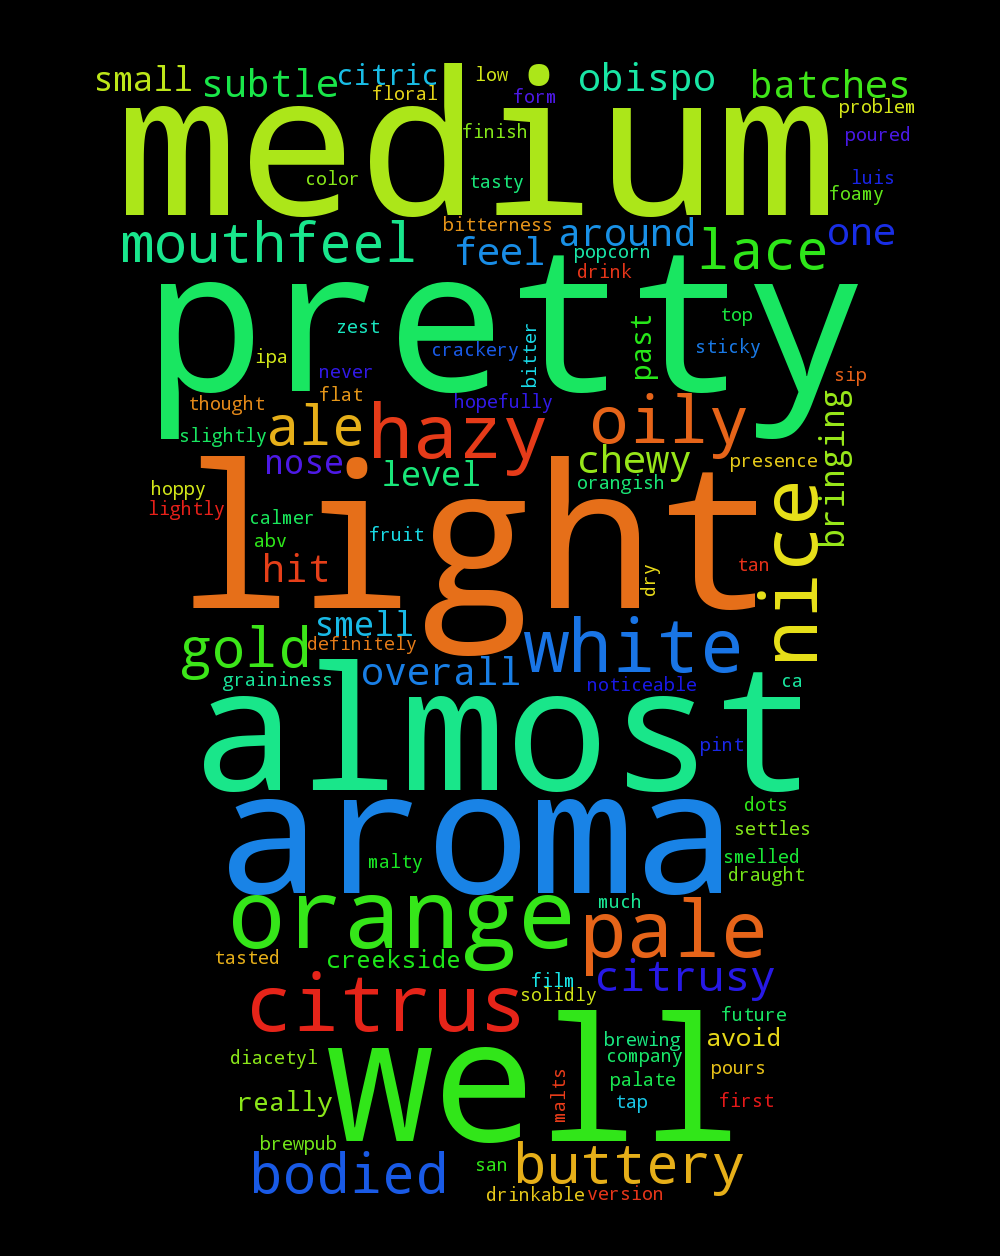 small
subtle
citric
floral
low
form
obispo
batches
problem
medium
finish
poured
color
tasty
luis
foamy
mouthfeel
bitterness
feel
around
popcorn
drink
lace
one
pretty
zest
ipa
never
flat
crackery
bitter
past
top
sticky
sip
thought
slightly
ale
hazy
hopefully
oily
bringing
nose
level
chewy
orangish
presence
hoppy
lightly
light
calmer
abv
hit
fruit
dry
tan
nice
smell
definitely
gold
graininess
overall
white
noticeable
ca
almost
pint
aroma
malty
dots
settles
smelled
draught
orange
much
pale
tasted
creekside
film
solidly
citrusy
citrus
future
brewing
company
avoid
well
diacetyl
palate
pours
really
malts
tap
first
brewpub
bodied
san
buttery
drinkable
version